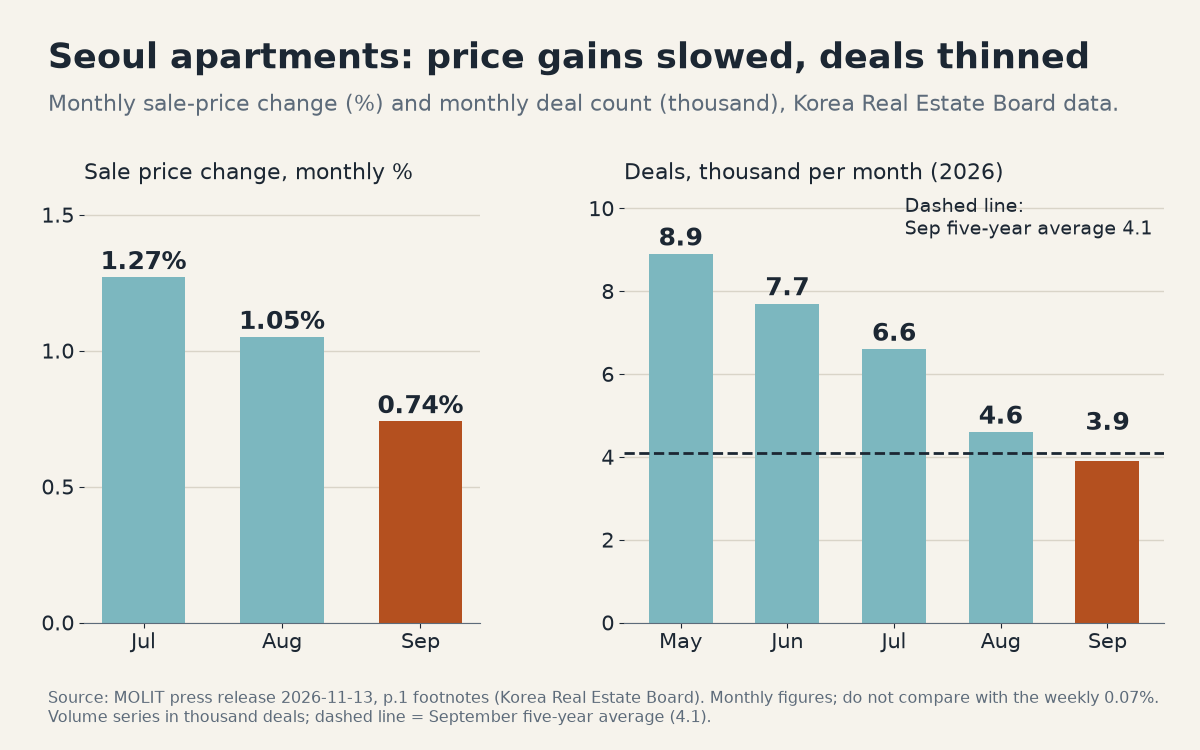 Seoul apartments: price gains slowed, deals thinned
Monthly sale-price change (%) and monthly deal count (thousand), Korea Real Estate Board data.
Sale price change, monthly %
1.5
1.0
0.5
0.0
1.27%
1.05%
0.74%
Jul
Aug
Sep
Deals, thousand per month (2026)
Dashed line:
Sep five-year average 4.1
10
8
6
4
2
0
8.9
7.7
6.6
4.6
3.9
May
Jun
Jul
Aug
Sep
Source: MOLIT press release 2026-11-13, p.1 footnotes (Korea Real Estate Board). Monthly figures; do not compare with the weekly 0.07%.
Volume series in thousand deals; dashed line = September five-year average (4.1).